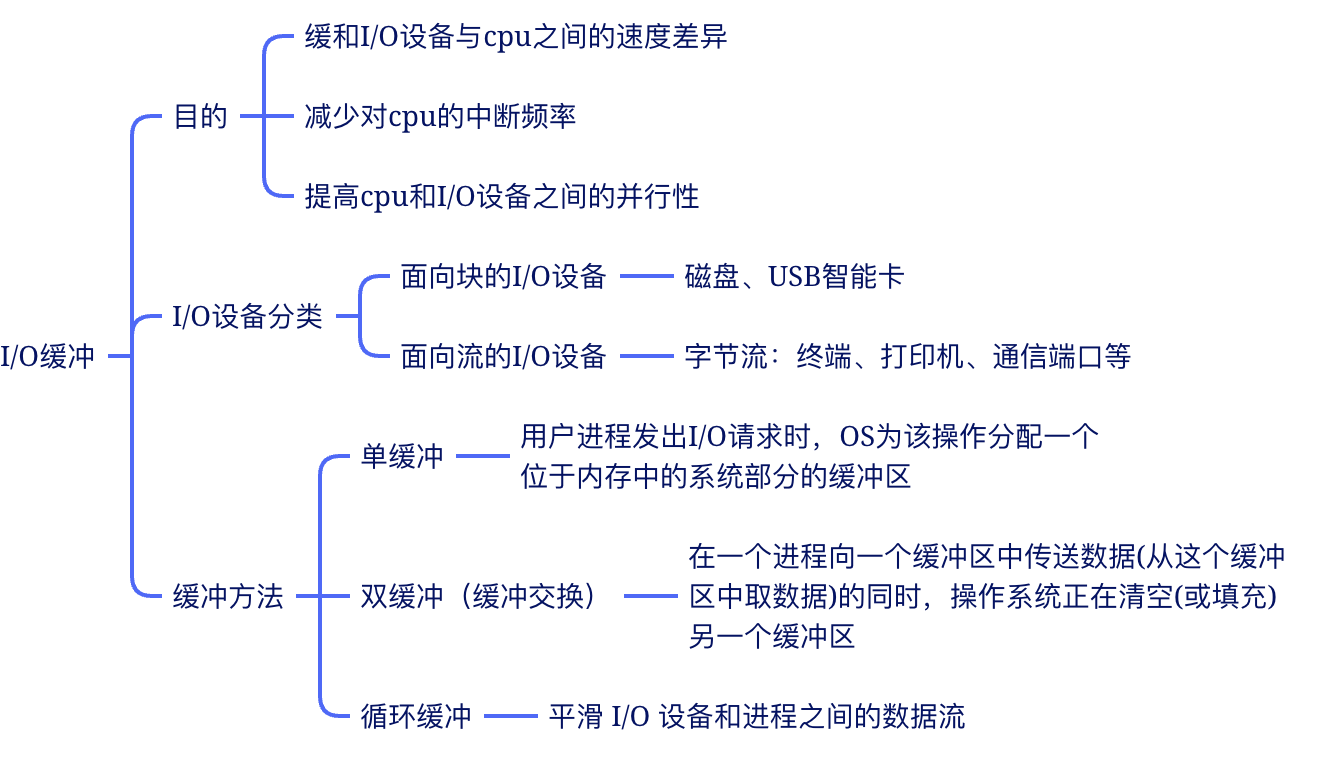 缓和I/O设备与cpu之间的速度差异
目的
减少对cpu的中断频率
提高cpu和I/O设备之间的并行性
面向块的I/O设备
磁盘、USB智能卡
I/O设备分类
I/O缓冲
面向流的I/O设备
字节流：终端、打印机、通信端口等
单缓冲
用户进程发出I/O请求时，OS为该操作分配一个
位于内存中的系统部分的缓冲区
缓冲方法
双缓冲（缓冲交换）
在一个进程向一个缓冲区中传送数据(从这个缓冲
区中取数据)的同时，操作系统正在清空(或填充)
另一个缓冲区
循环缓冲
平滑 I/O 设备和进程之间的数据流